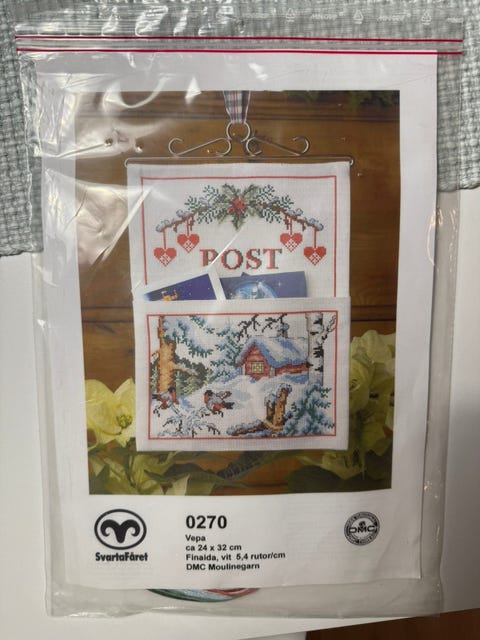 POST
SvartaFåret
0270
Vepa
ca 24 x 32 cm
Finaida, vit 5,4 rutor/cm
DMC Moulinegarn
DMC